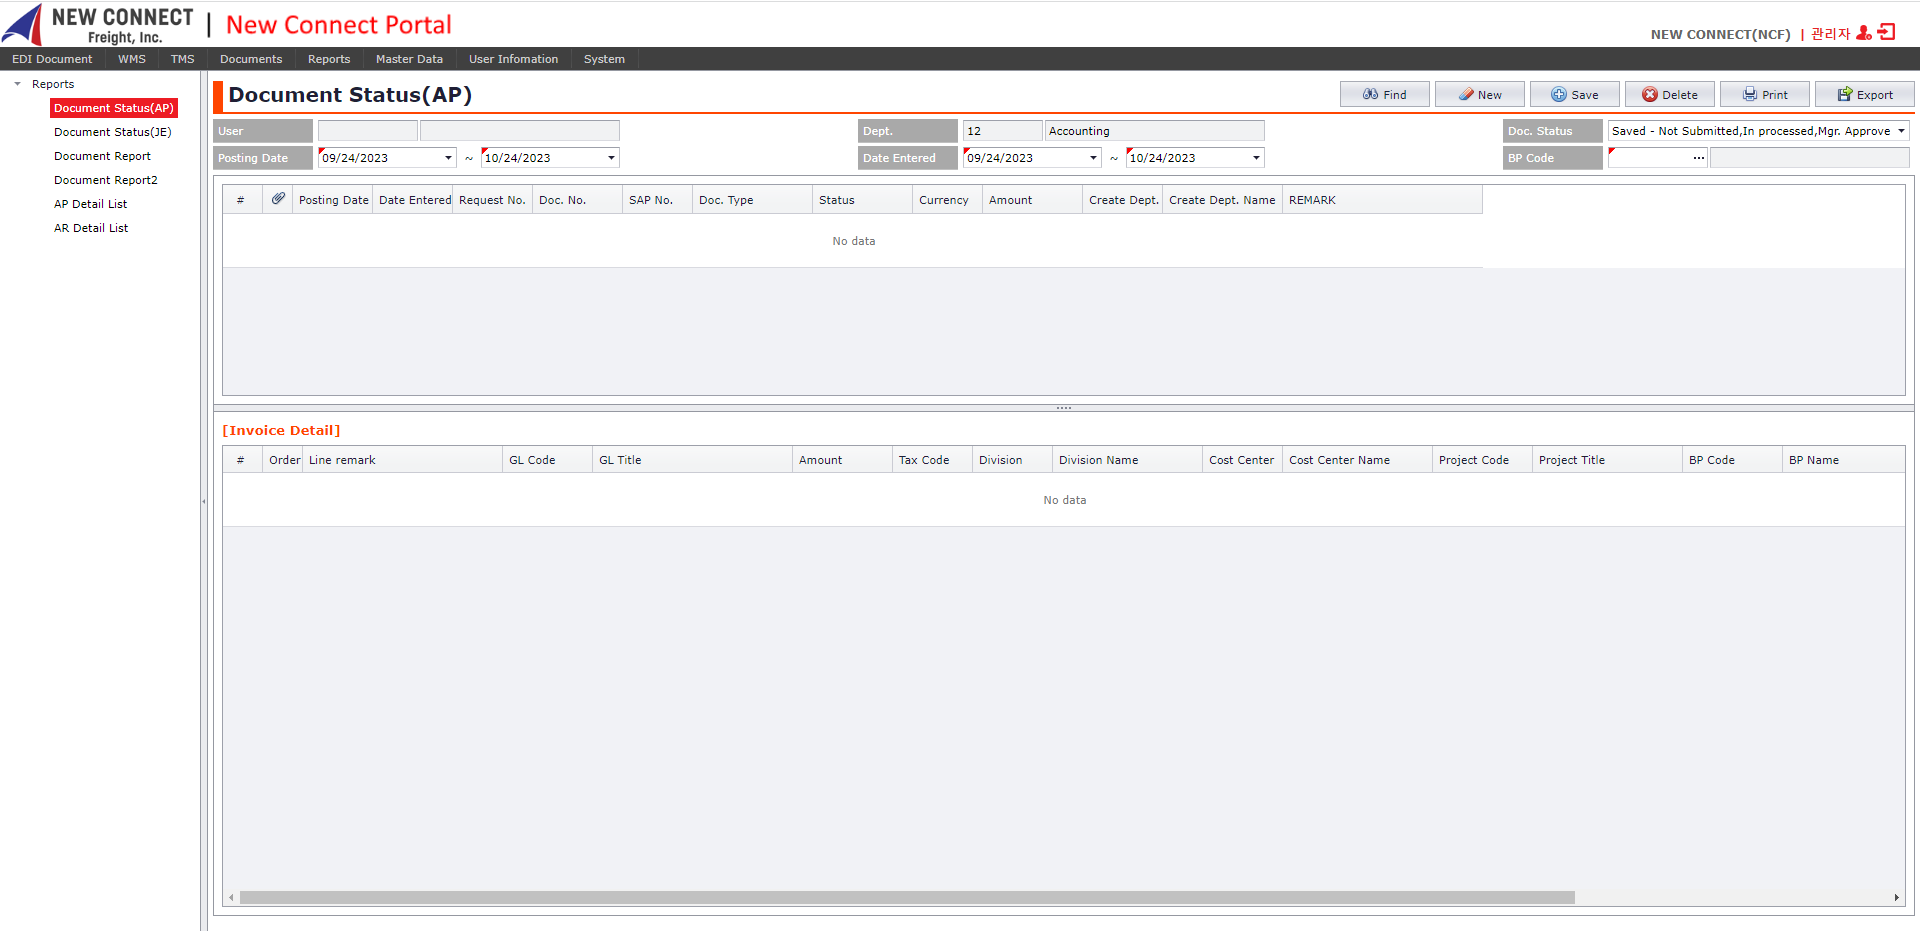 NEW CONNECT
Freight, Inc.
New Connect Portal
NEW CONNECT(NCF) | 관리자
EDI Document WMS TMS Documents Reports Master Data User Infomation System
Reports
Document Status(AP)
Document Status(JE)
Document Report
Document Report2
AP Detail List
AR Detail List
Document Status(AP)
Find New Save Delete Print Export
User Dept. 12 Accounting Doc. Status Saved - Not Submitted,In processed,Mgr. Approve
Posting Date 09/24/2023 ~ 10/24/2023 Date Entered 09/24/2023 ~ 10/24/2023 BP Code ...
# Posting Date Date Entered Request No. Doc. No. SAP No. Doc. Type Status Currency Amount Create Dept. Create Dept. Name REMARK
No data
[Invoice Detail]
# Order Line remark GL Code GL Title Amount Tax Code Division Division Name Cost Center Cost Center Name Project Code Project Title BP Code BP Name
No data